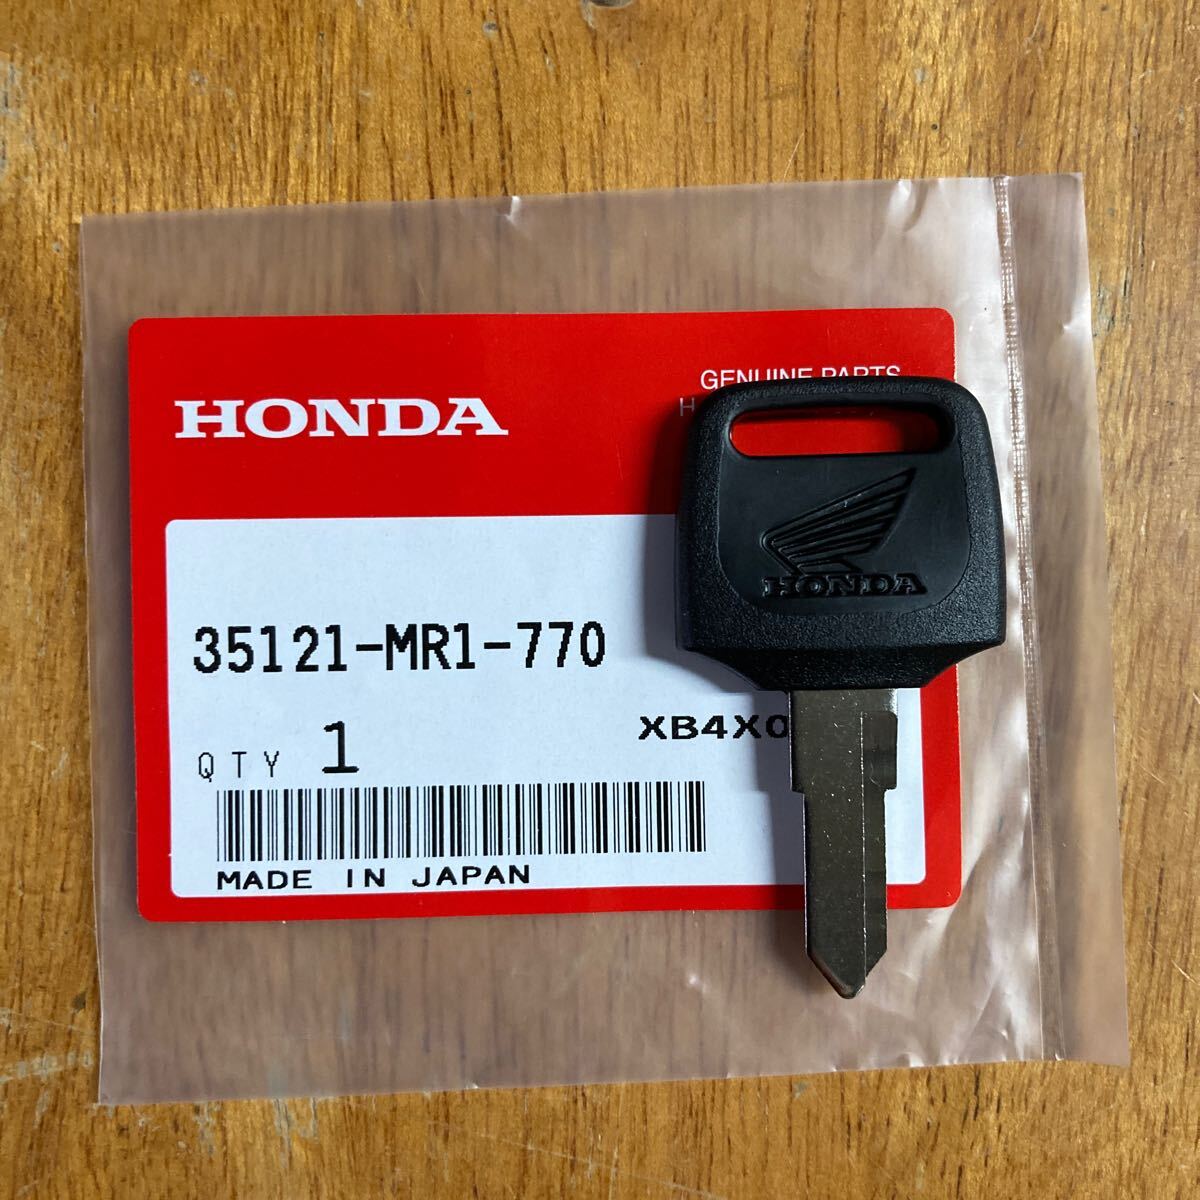 GENUINE PARTS
HONDA
HONDA
35121-MR1-770
XB4X0
QTY 1
MADE IN JAPAN